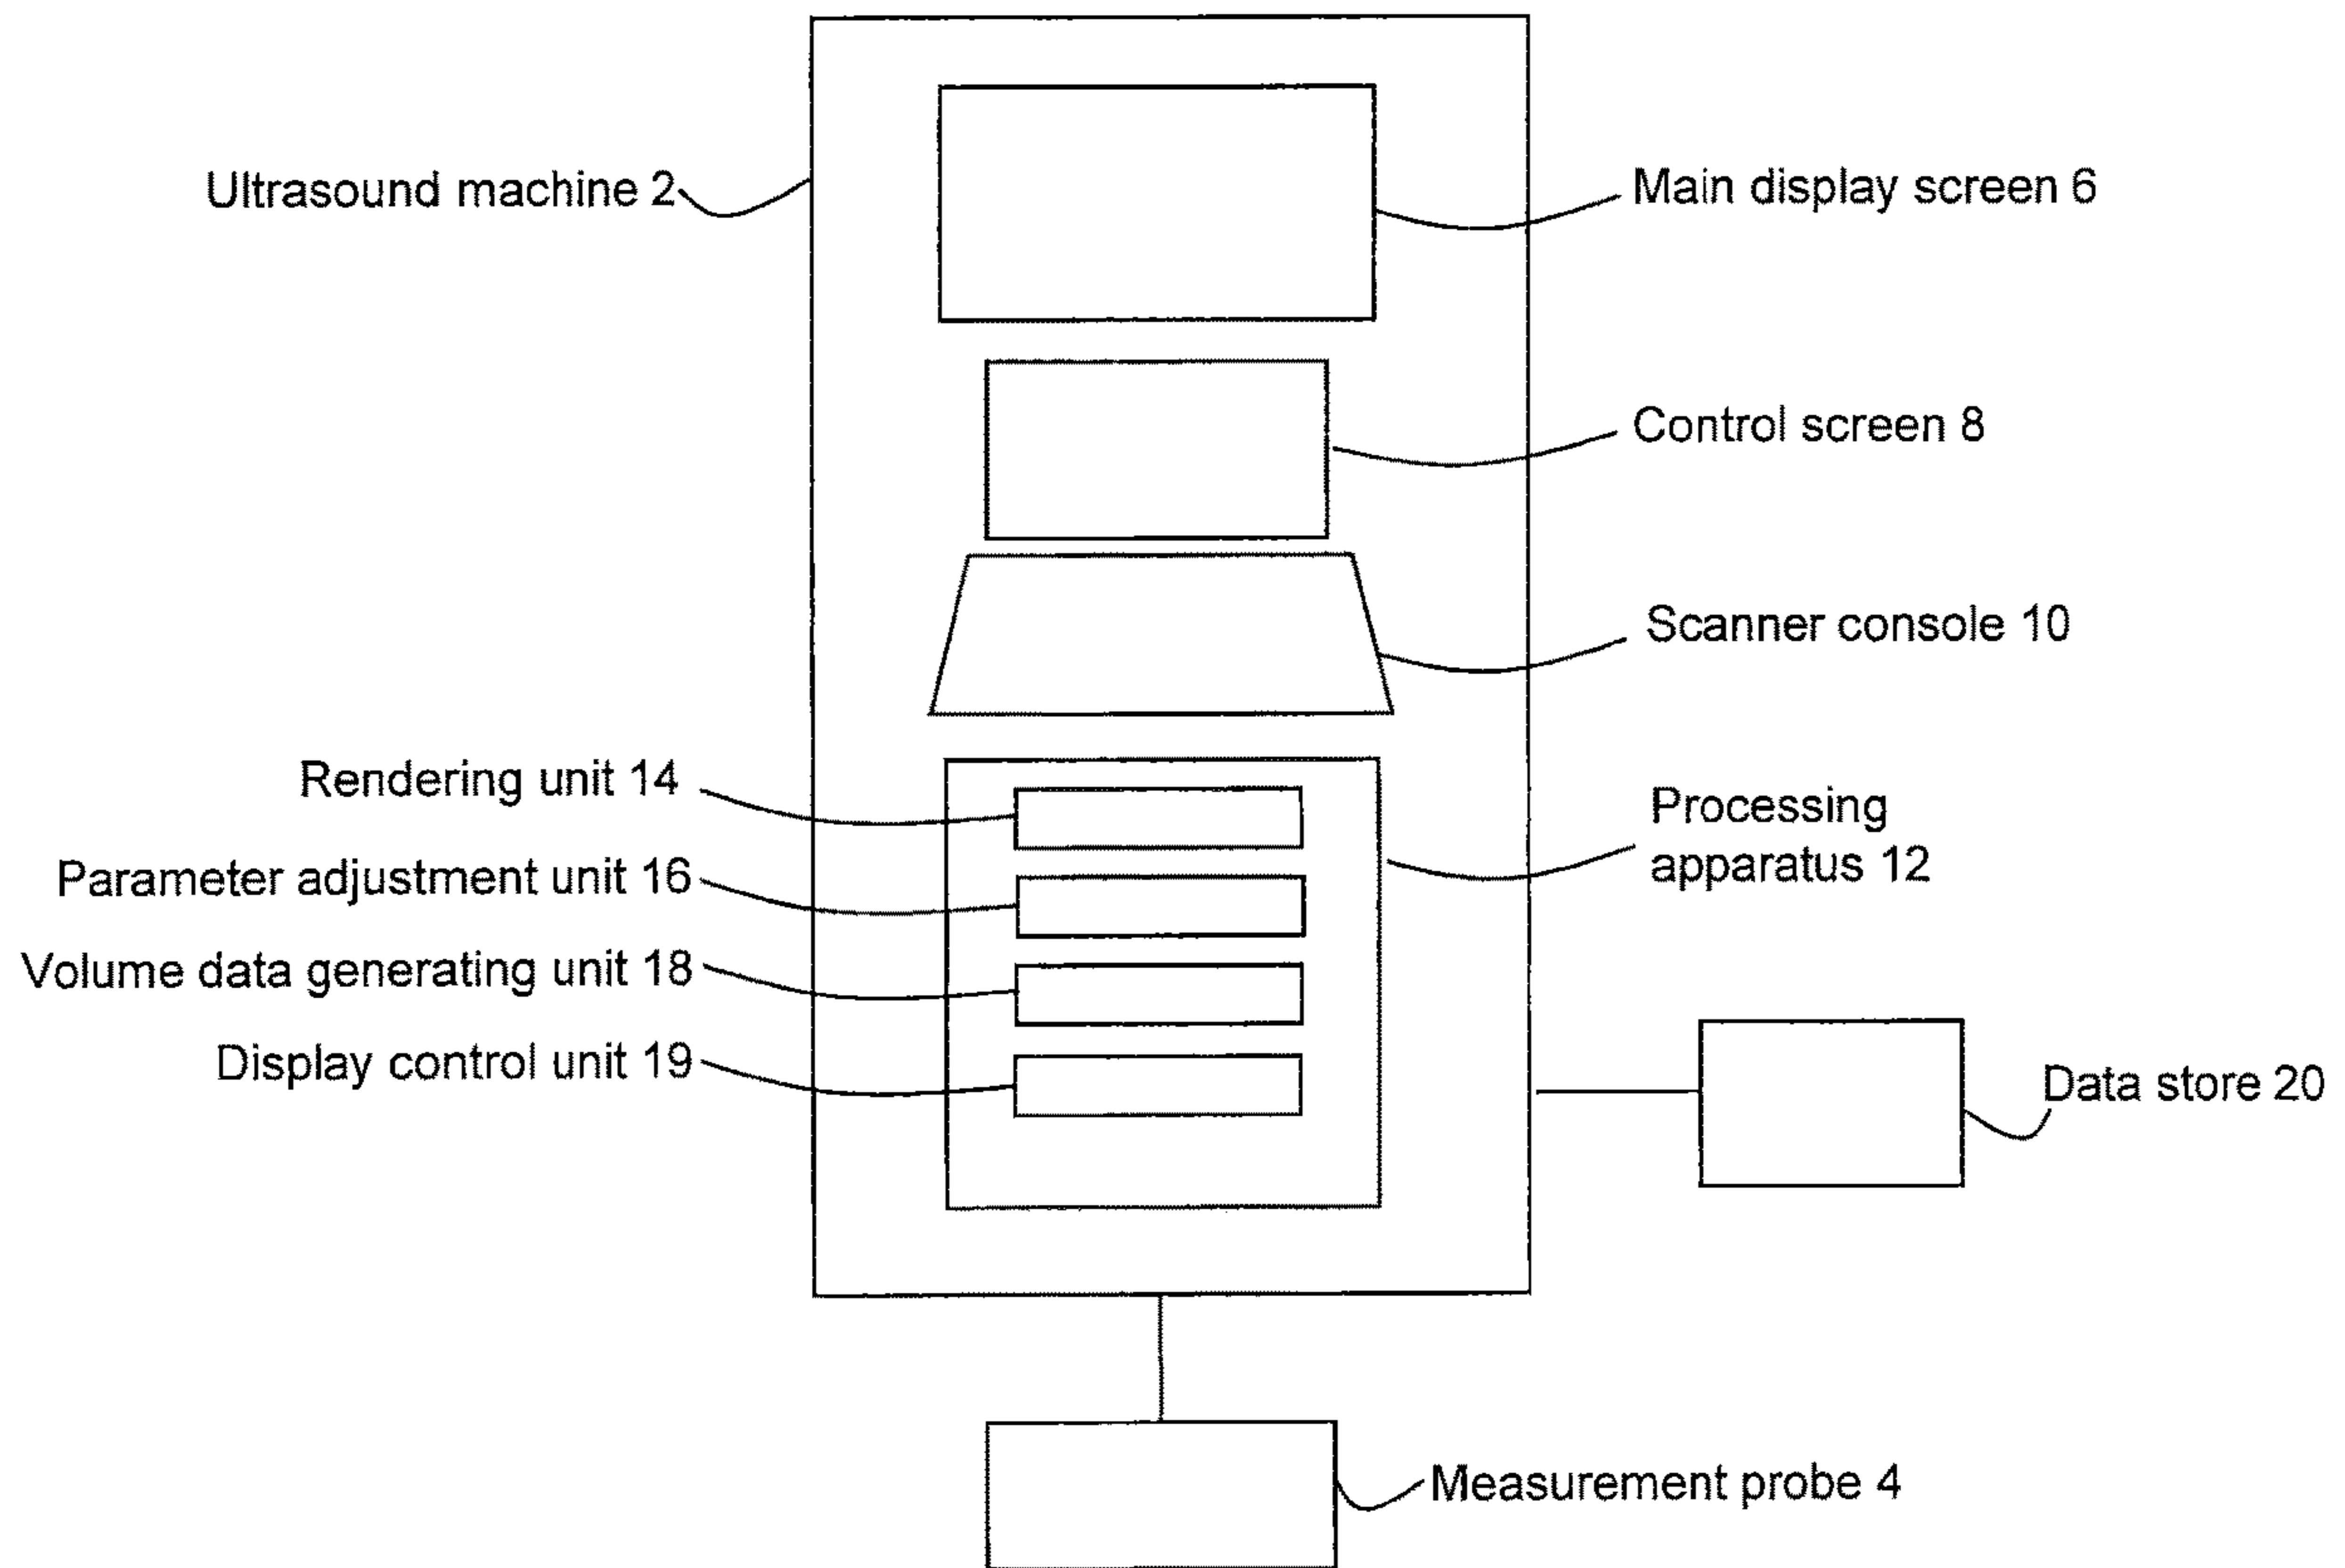 Ultrasound machine 2
Main display screen 6
Control screen 8
Scanner console 10
Rendering unit 14
Processing
apparatus 12
Parameter adjustment unit 16
Volume data generating unit 18
Display control unit 19
Data store 20
Measurement probe 4